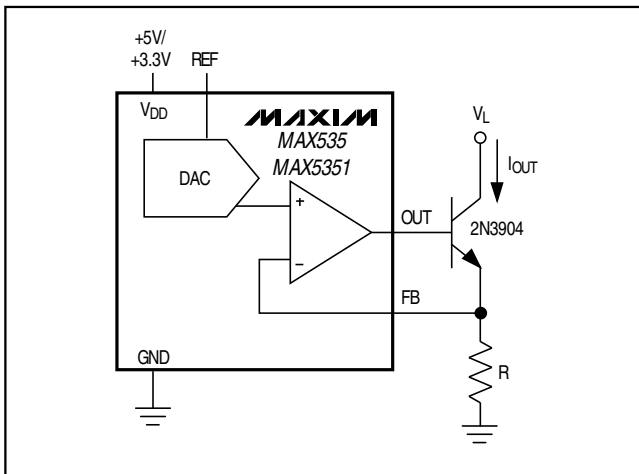 +5V/
+3.3V
REF
VDD
MAXIM
MAX535
MAX5351
DAC
+
−
OUT
FB
GND
VL
IOUT
2N3904
R